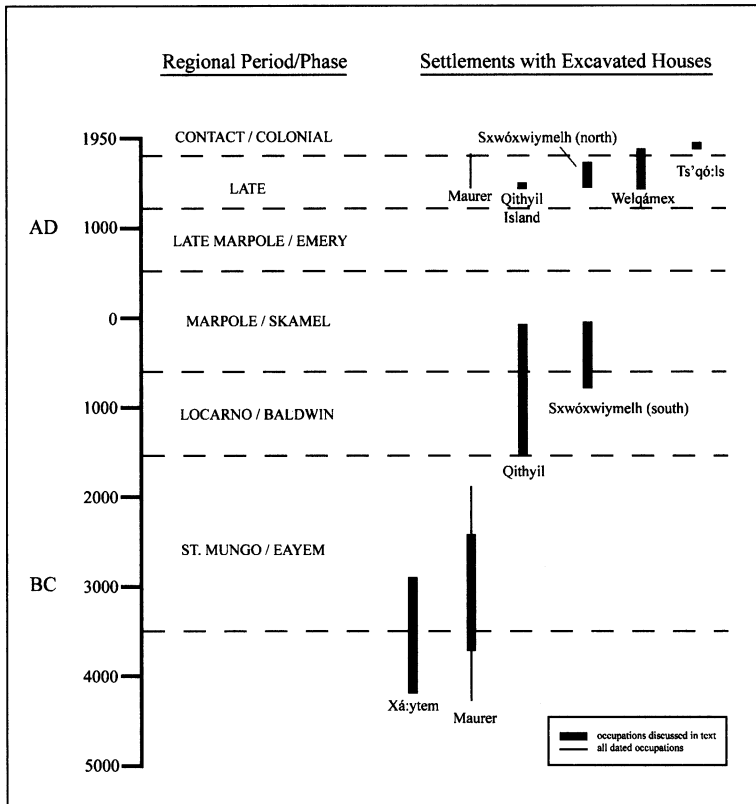 Regional Period/Phase
Settlements with Excavated Houses
1950
CONTACT / COLONIAL
Sxwóxwiymelh (north)
Ts'qó:ls
LATE
Maurer
Qithyil
Island
Welqámex
AD
1000
LATE MARPOLE / EMERY
0
MARPOLE / SKAMEL
1000
LOCARNO / BALDWIN
Sxwóxwiymelh (south)
Qithyil
2000
ST. MUNGO / EAYEM
BC
3000
4000
Xá:ytem
Maurer
5000
occupations discussed in text
all dated occupations